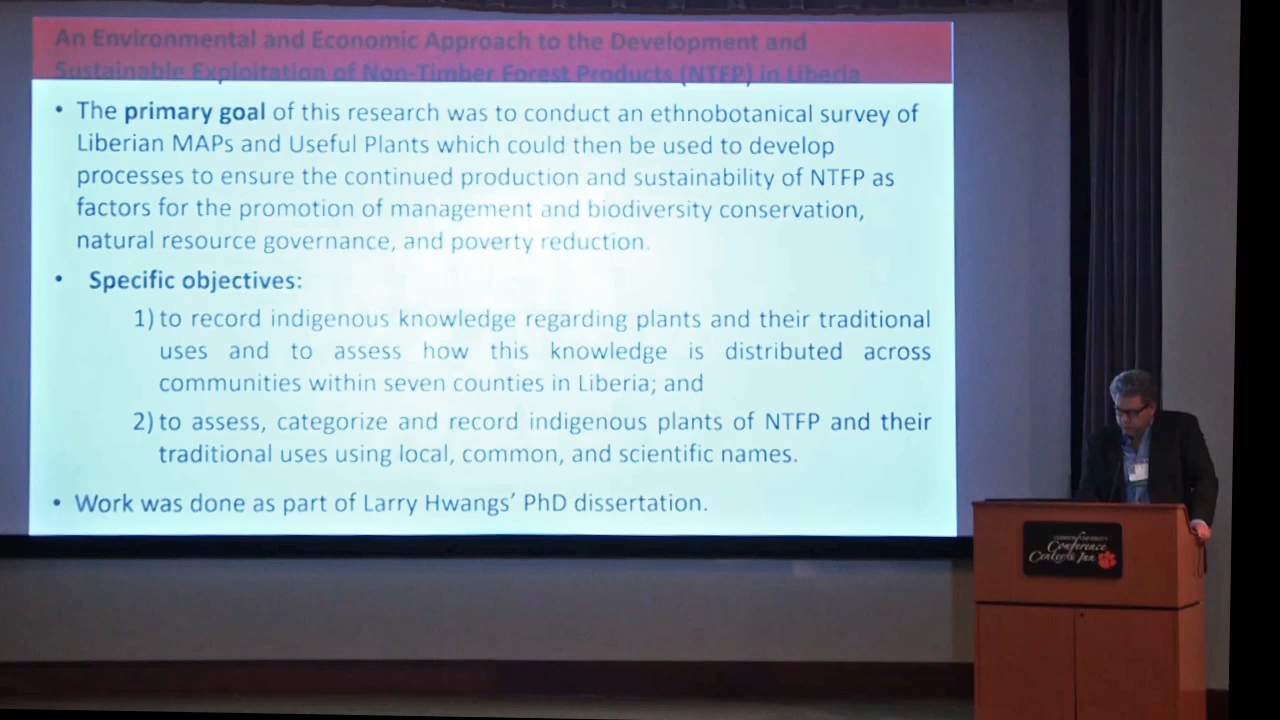 An Environmental and Economic Approach to the Development and
Sustainable Exploitation of Non-Timber Forest Products (NTFP) in Liberia
• The primary goal of this research was to conduct an ethnobotanical survey of
Liberian MAPs and Useful Plants which could then be used to develop
processes to ensure the continued production and sustainability of NTFP as
factors for the promotion of management and biodiversity conservation,
natural resource governance, and poverty reduction.
• Specific objectives:
1) to record indigenous knowledge regarding plants and their traditional
uses and to assess how this knowledge is distributed across
communities within seven counties in Liberia; and
2) to assess, categorize and record indigenous plants of NTFP and their
traditional uses using local, common, and scientific names.
• Work was done as part of Larry Hwangs’ PhD dissertation.
CLEMSON UNIVERSITY
Conference
Center & Inn